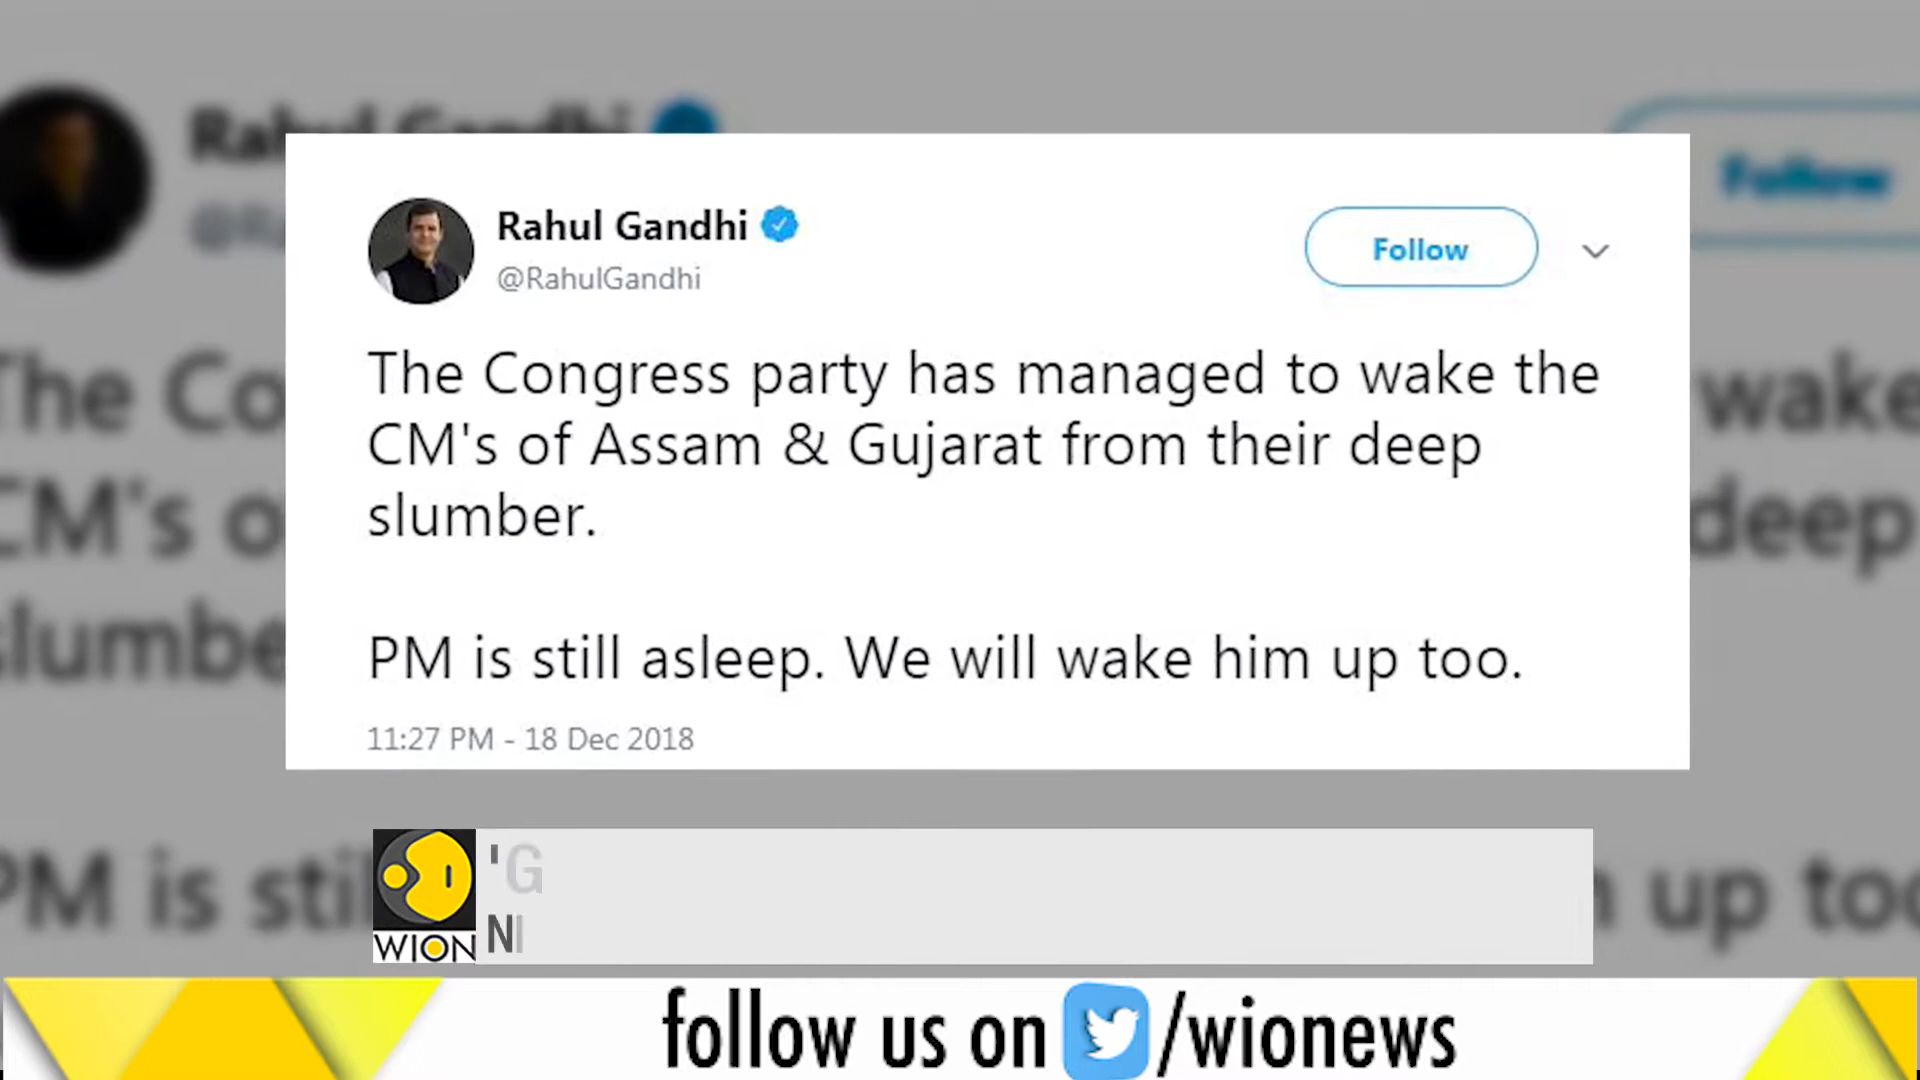 Rahul Gandhi
@RahulGandhi
Follow
The Congress party has managed to wake the
CM's of Assam & Gujarat from their deep
slumber.
PM is still asleep. We will wake him up too.
11:27 PM - 18 Dec 2018
'G
NI
WION
follow us on /wionews